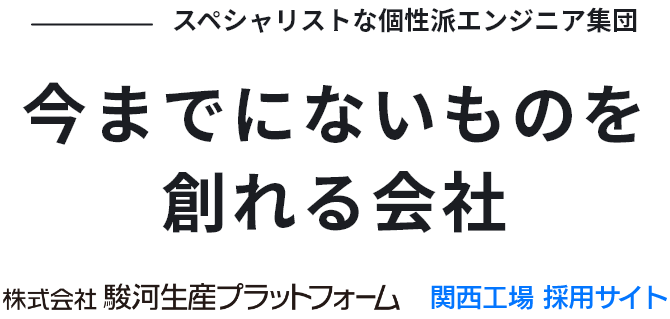 スペシャリストな個性派エンジニア集団
今までにないものを
創れる会社
株式会社 駿河生産プラットフォーム 関西工場 採用サイト